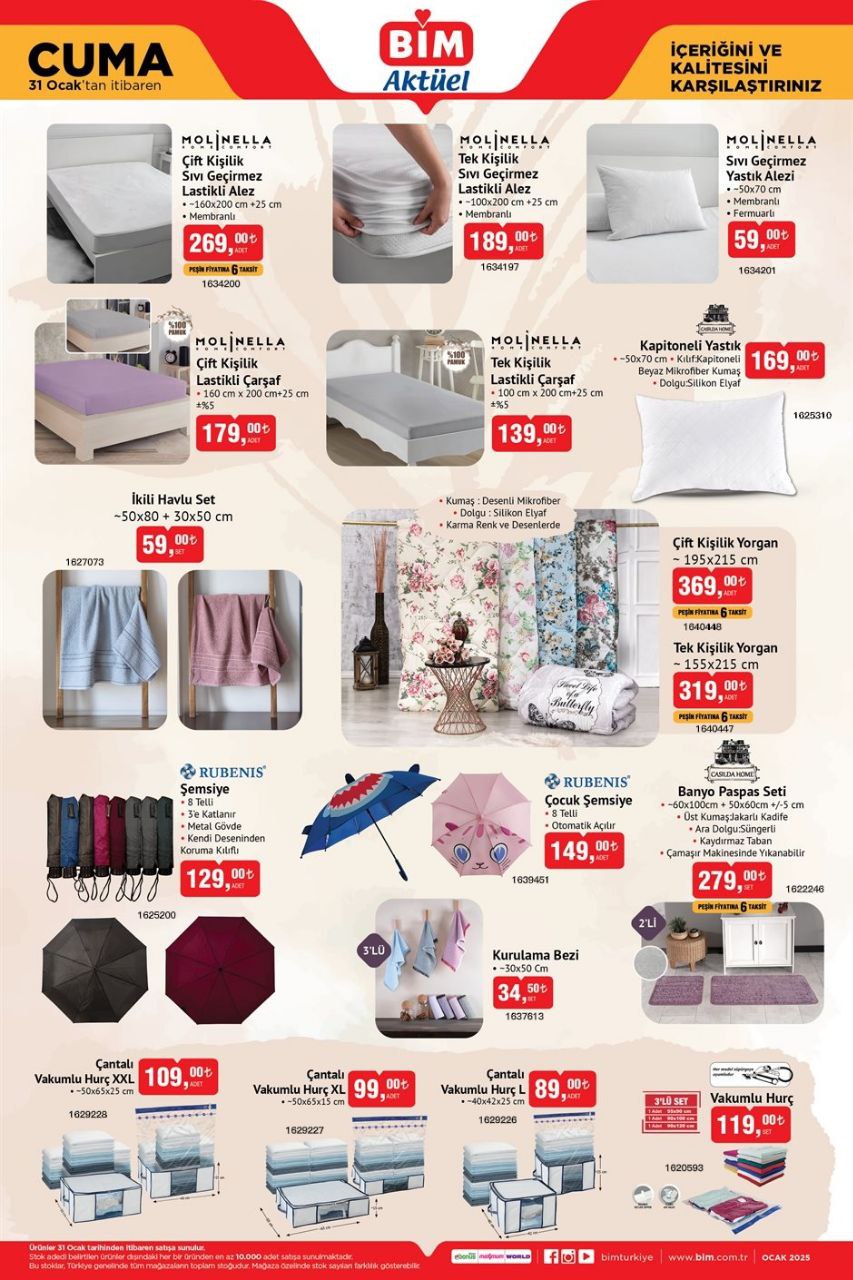 CUMA
31 Ocak'tan itibaren
BİM
Aktüel
İÇERİĞİNİ VE
KALİTESİNİ
KARŞILAŞTIRINIZ
MOLINELLA
HOME COMFORT
Çift Kişilik
Sıvı Geçirmez
Lastikli Alez
• ~160x200 cm +25 cm
• Membranlı
269,00₺
ADET
PEŞİN FİYATINA 6 TAKSİT
1634200
MOLINELLA
HOME COMFORT
Tek Kişilik
Sıvı Geçirmez
Lastikli Alez
• ~100x200 cm +25 cm
• Membranlı
189,00₺
ADET
1634197
MOLINELLA
HOME COMFORT
Sıvı Geçirmez
Yastık Alezi
• ~50x70 cm
• Membranlı
• Fermuarlı
59,00₺
ADET
1634201
%100
PAMUK
MOLINELLA
HOME COMFORT
Çift Kişilik
Lastikli Çarşaf
• 160 cm x 200 cm+25 cm
±%5
179,00₺
ADET
%100
PAMUK
MOLINELLA
HOME COMFORT
Tek Kişilik
Lastikli Çarşaf
• 100 cm x 200 cm+25 cm
±%5
139,00₺
ADET
CASILDA HOME
Kapitoneli Yastık
• ~50x70 cm • Kılıf:Kapitoneli
Beyaz Mikrofiber Kumaş
• Dolgu:Silikon Elyaf
169,00₺
ADET
1625310
İkili Havlu Set
~50x80 + 30x50 cm
59,00₺
SET
1627073
• Kumaş : Desenli Mikrofiber
• Dolgu : Silikon Elyaf
• Karma Renk ve Desenlerde
Sweet Life
of a
Butterfly
Çift Kişilik Yorgan
~ 195x215 cm
369,00₺
ADET
PEŞİN FİYATINA 6 TAKSİT
1640448
Tek Kişilik Yorgan
~ 155x215 cm
319,00₺
ADET
PEŞİN FİYATINA 6 TAKSİT
1640447
RUBENIS
Şemsiye
• 8 Telli
• 3'e Katlanır
• Metal Gövde
• Kendi Deseninden
Koruma Kılıflı
129,00₺
ADET
1625200
RUBENIS
Çocuk Şemsiye
• 8 Telli
• Otomatik Açılır
149,00₺
ADET
1639451
CASILDA HOME
Banyo Paspas Seti
• ~60x100cm + 50x60cm +/-5 cm
• Üst Kumaş:Jakarlı Kadife
• Ara Dolgu:Süngerli
• Kaydırmaz Taban
• Çamaşır Makinesinde Yıkanabilir
279,00₺
SET
1622246
PEŞİN FİYATINA 6 TAKSİT
2'Lİ
3'LÜ
Kurulama Bezi
• ~30x50 Cm
34,50₺
SET
1637613
Çantalı
Vakumlu Hurç XXL
• ~50x65x25 cm
109,00₺
ADET
1629228
Çantalı
Vakumlu Hurç XL
• ~50x65x15 cm
99,00₺
ADET
1629227
Çantalı
Vakumlu Hurç L
• ~40x42x25 cm
89,00₺
ADET
1629226
3'LÜ SET
Vakumlu Hurç
119,00₺
SET
1620593
Ürünler 31 Ocak tarihinden itibaren satışa sunulur.
Stok adedi belirtilen ürünler dışındaki her bir üründen en az 10.000 adet satışa sunulmaktadır.
Bu stoklar, Türkiye genelinde tüm mağazaların toplam stoğudur. Mağaza özelinde stok sayıları farklılık gösterebilir.
bonus maximum WORLD
bimturkiye
www.bim.com.tr
OCAK 2025